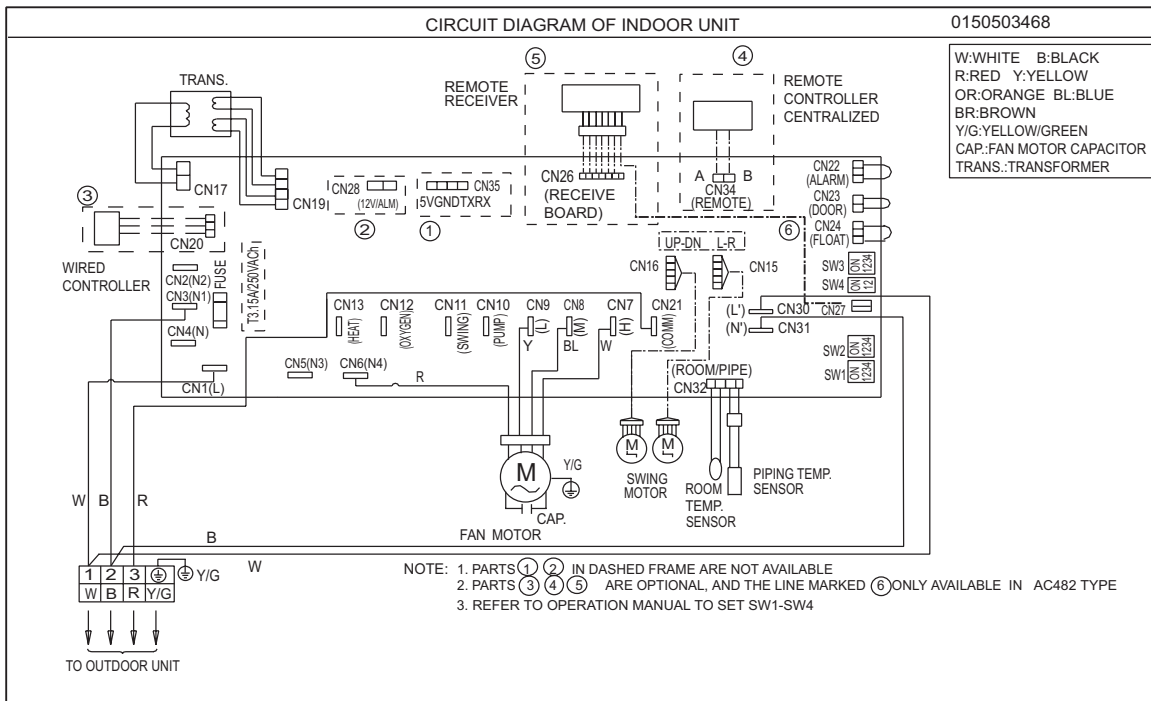 CIRCUIT DIAGRAM OF INDOOR UNIT
0150503468
W:WHITE B:BLACK
R:RED Y:YELLOW
OR:ORANGE BL:BLUE
BR:BROWN
Y/G:YELLOW/GREEN
CAP.:FAN MOTOR CAPACITOR
TRANS.:TRANSFORMER
TRANS.
5
REMOTE
RECEIVER
4
REMOTE
CONTROLLER
CENTRALIZED
CN17
CN19
3
CN20
WIRED
CONTROLLER
CN28
(12V/ALM)
2
CN35
5VGNDTXRX
1
CN26
(RECEIVE
BOARD)
A B
CN34
(REMOTE)
CN22
(ALARM)
CN23
(DOOR)
CN24
(FLOAT)
6
UP-DN L-R
CN16
CN15
SW3 ON 1234
SW4 ON 12
CN27
CN2(N2)
CN3(N1)
CN4(N)
FUSE
T3.15A/250VACh
CN1(L)
CN13
(HEAT)
CN12
(OXYGEN)
CN11
(SWING)
CN10
(PUMP)
CN9
(L)
CN8
(M)
CN7
(H)
CN21
(COMM)
Y
BL
W
(L') CN30
(N') CN31
SW2 ON 1234
SW1 ON 1234
CN5(N3)
CN6(N4)
R
(ROOM/PIPE)
CN32
M
Y/G
CAP.
FAN MOTOR
M
M
SWING
MOTOR
ROOM
TEMP.
SENSOR
PIPING TEMP.
SENSOR
W B R
B
W
1 2 3
Y/G
W B R Y/G
TO OUTDOOR UNIT
NOTE: 1. PARTS 1 2 IN DASHED FRAME ARE NOT AVAILABLE
2. PARTS 3 4 5 ARE OPTIONAL, AND THE LINE MARKED 6 ONLY AVAILABLE IN AC482 TYPE
3. REFER TO OPERATION MANUAL TO SET SW1-SW4